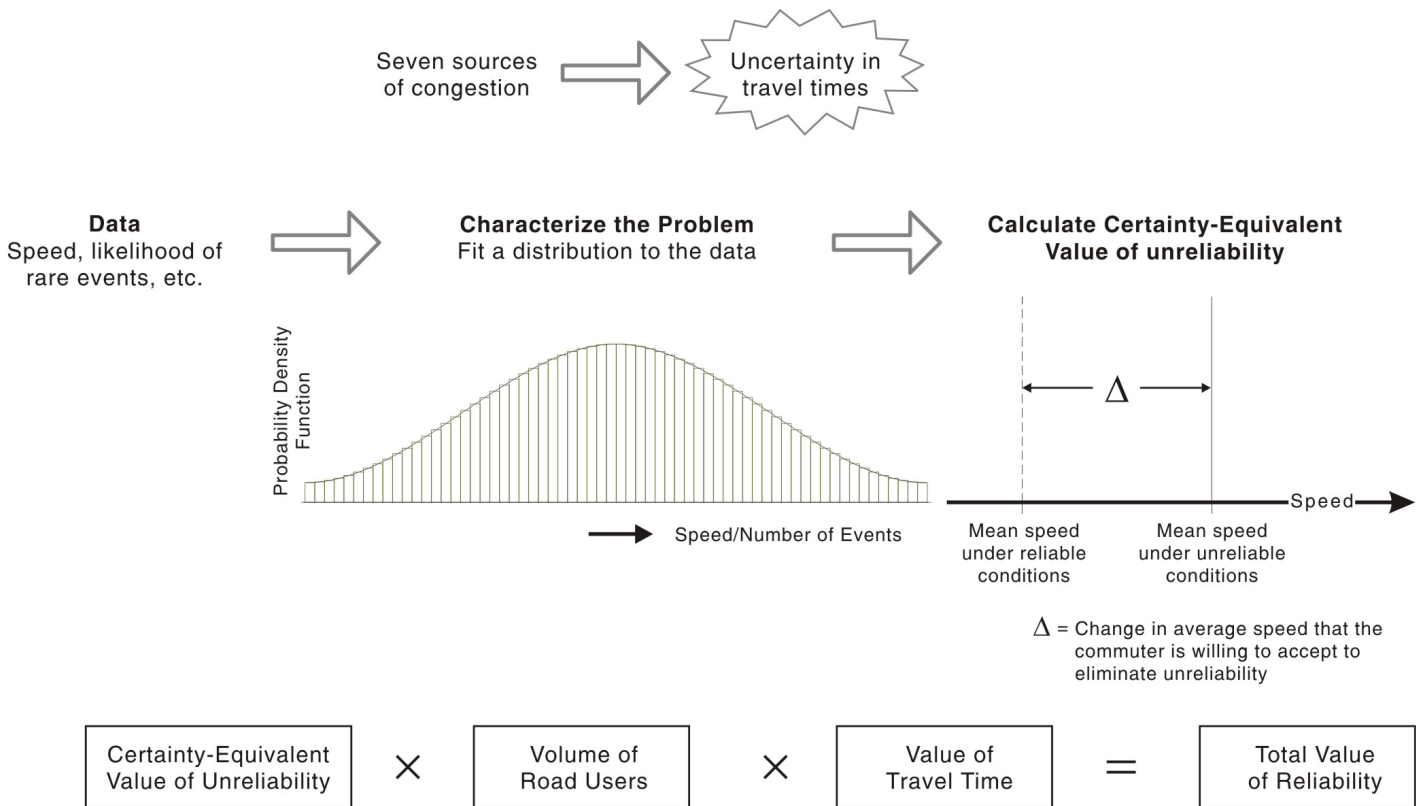 Seven sources
of congestion
Uncertainty in
travel times
Data
Speed, likelihood of
rare events, etc.
Characterize the Problem
Fit a distribution to the data
Calculate Certainty-Equivalent
Value of unreliability
Probability Density
Function
Speed/Number of Events
Δ
Speed
Mean speed
under reliable
conditions
Mean speed
under unreliable
conditions
Δ = Change in average speed that the
commuter is willing to accept to
eliminate unreliability
Certainty-Equivalent
Value of Unreliability
×
Volume of
Road Users
×
Value of
Travel Time
=
Total Value
of Reliability